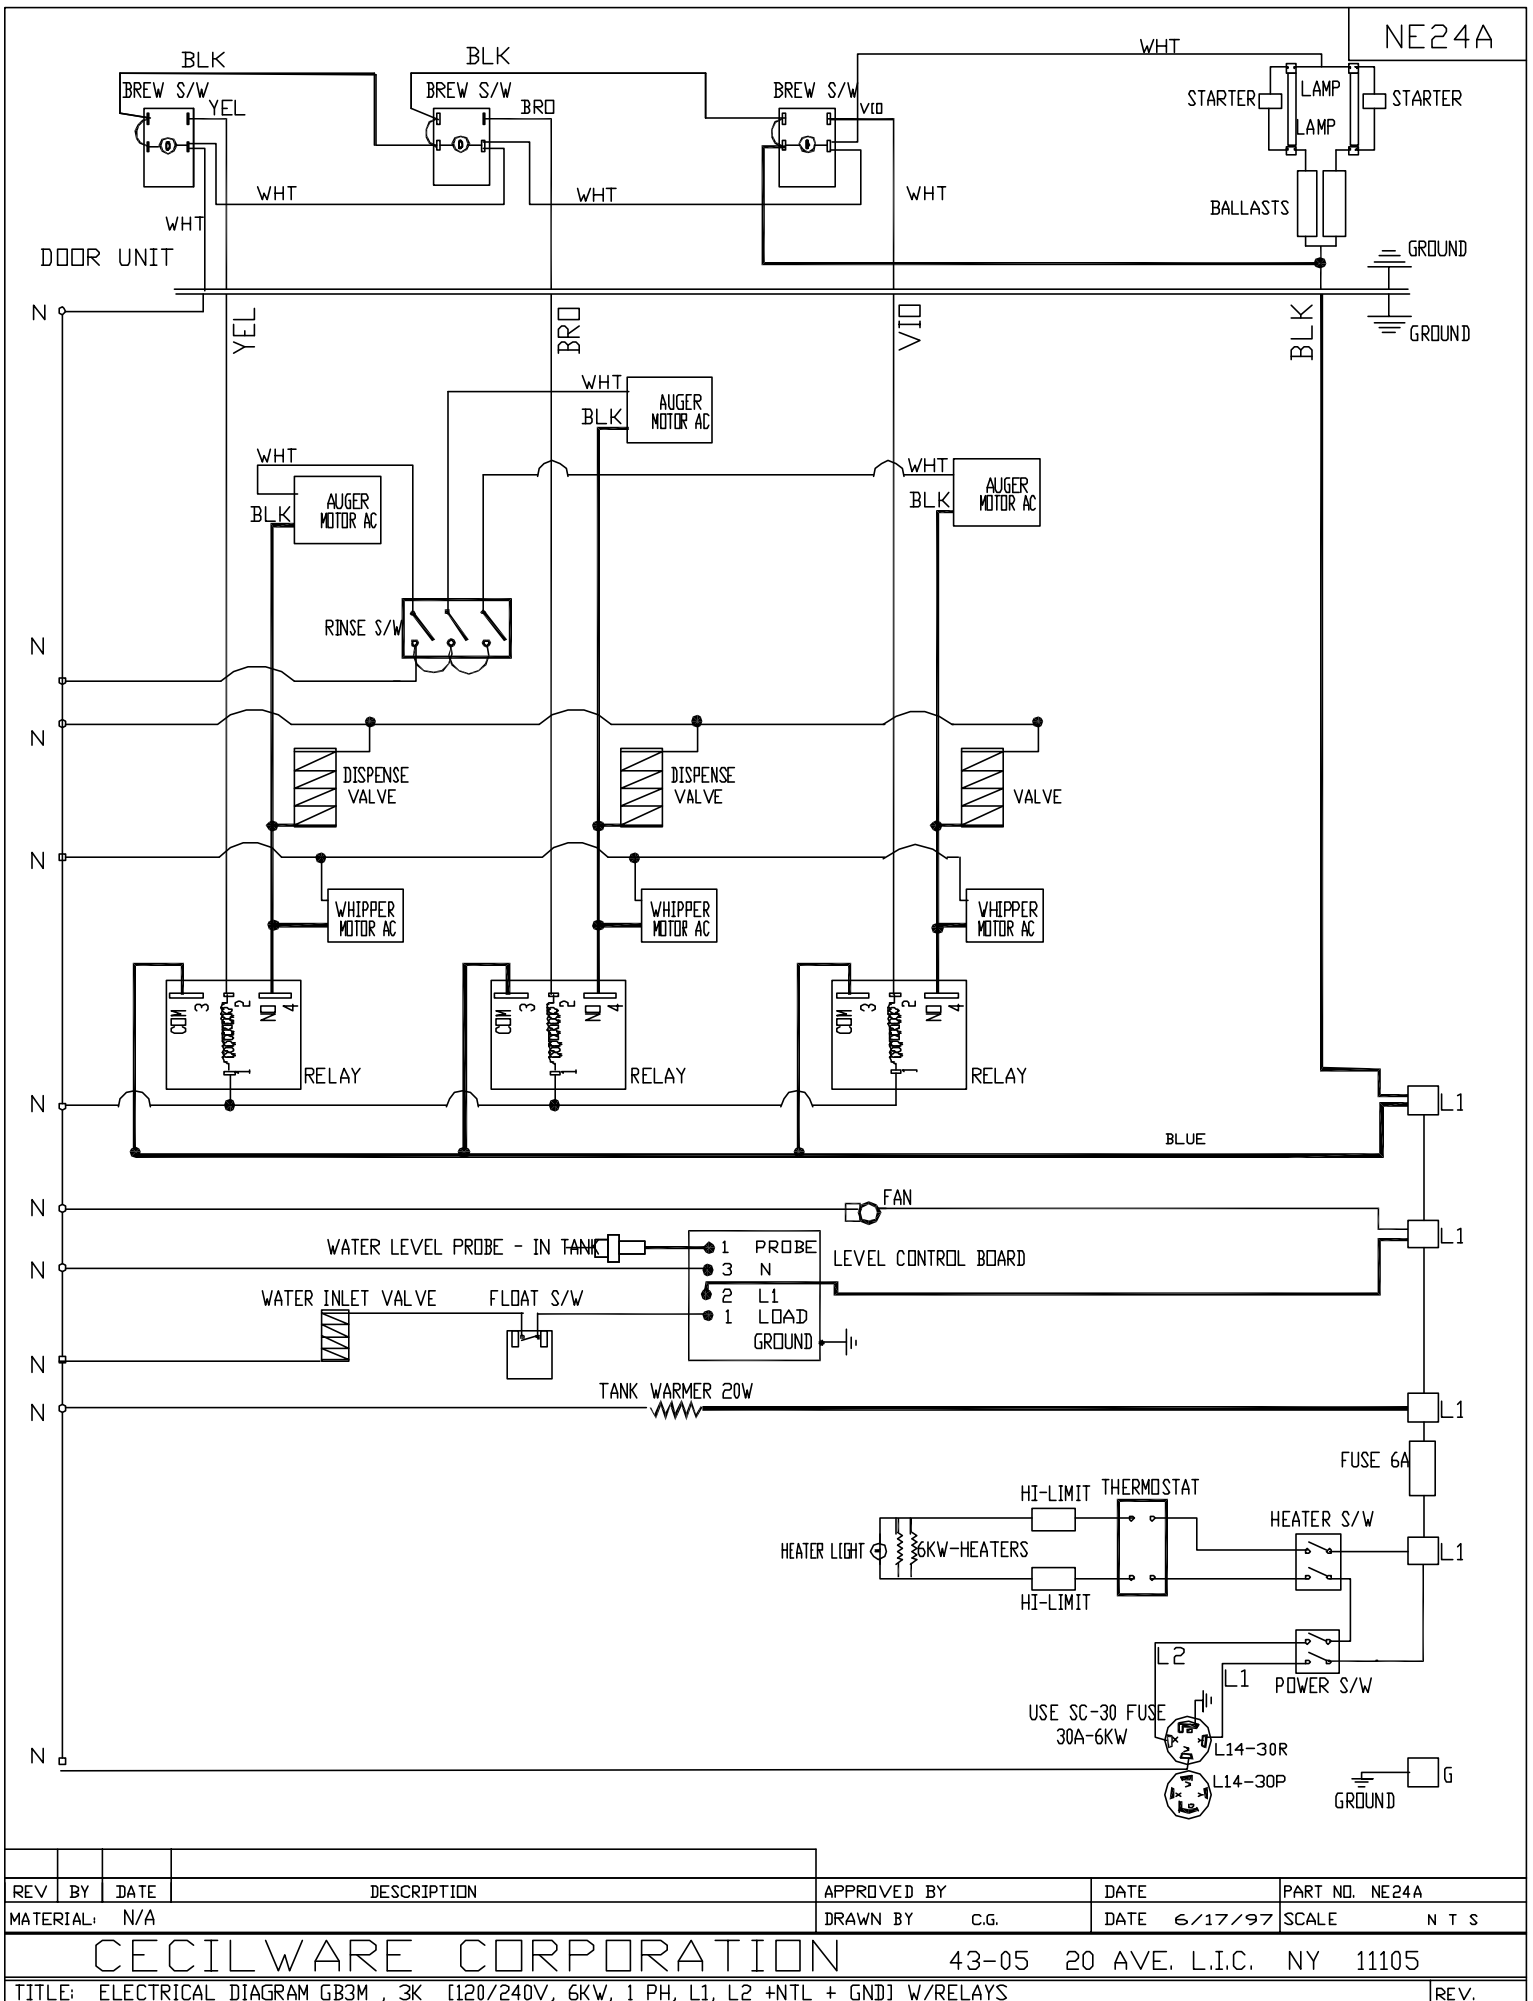 NE24A
BLK
BLK
WHT
BREW S/W
BREW S/W
BREW S/W
YEL
BRO
VIO
STARTER
LAMP
STARTER
LAMP
WHT
WHT
WHT
WHT
BALLASTS
DOOR UNIT
GROUND
N
YEL
BRO
VIO
BLK
GROUND
WHT
AUGER
MOTOR AC
BLK
WHT
AUGER
MOTOR AC
BLK
WHT
AUGER
MOTOR AC
BLK
RINSE S/W
N
N
DISPENSE
VALVE
DISPENSE
VALVE
VALVE
N
WHIPPER
MOTOR AC
WHIPPER
MOTOR AC
WHIPPER
MOTOR AC
COM 3 2 NO 4
1
RELAY
COM 3 2 NO 4
1
RELAY
COM 3 2 NO 4
1
RELAY
N
L1
BLUE
N
FAN
L1
WATER LEVEL PROBE - IN TANK
1 PROBE
LEVEL CONTROL BOARD
N
3 N
WATER INLET VALVE
FLOAT S/W
2 L1
1 LOAD
GROUND
N
TANK WARMER 20W
N
L1
FUSE 6A
HI-LIMIT
THERMOSTAT
HEATER S/W
HEATER LIGHT
6KW-HEATERS
L1
HI-LIMIT
L2
L1
POWER S/W
USE SC-30 FUSE
30A-6KW
N
L14-30R
L14-30P
GROUND
G
REV BY DATE DESCRIPTION APPROVED BY DATE PART NO. NE24A
MATERIAL: N/A DRAWN BY C.G. DATE 6/17/97 SCALE N T S
CECILWARE CORPORATION 43-05 20 AVE. L.I.C. NY 11105
TITLE: ELECTRICAL DIAGRAM GB3M , 3K [120/240V, 6KW, 1 PH, L1, L2 +NTL + GND] W/RELAYS REV.